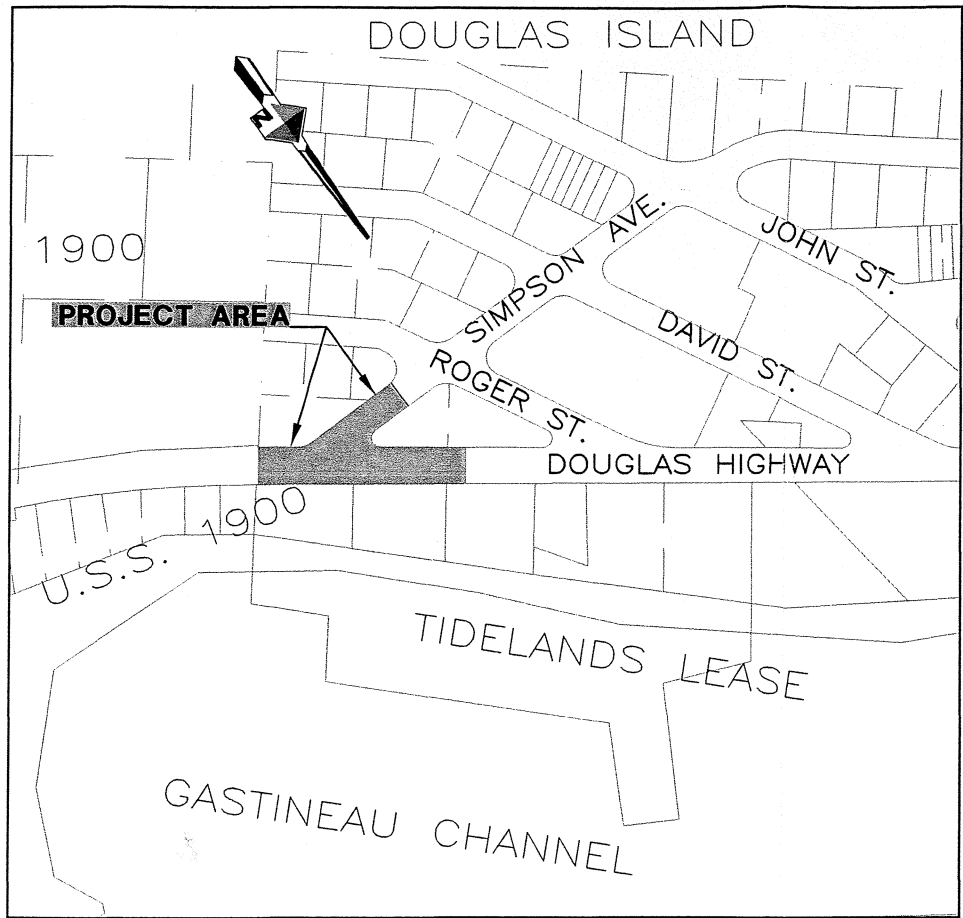 DOUGLAS ISLAND
N
1900
SIMPSON AVE.
JOHN ST.
PROJECT AREA
DAVID ST.
ROGER ST.
DOUGLAS HIGHWAY
U.S.S. 1900
TIDELANDS LEASE
GASTINEAU CHANNEL